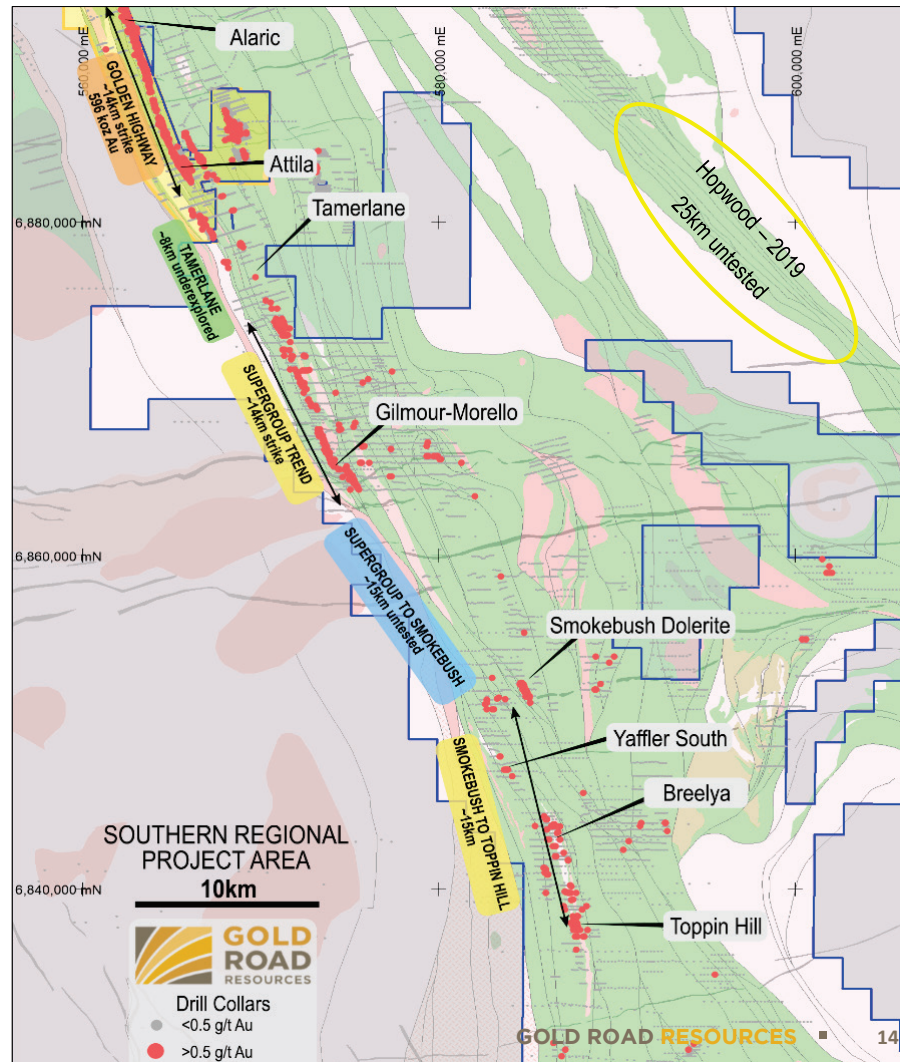 Alaric
560,000 mE
580,000 mE
600,000 mE
GOLDEN HIGHWAY
~14km strike
596 koz Au
Attila
Hopwood – 2019
25km untested
Tamerlane
6,880,000 mN
TAMERLANE
~8km underexplored
SUPERGROUP TREND
~14km strike
Gilmour-Morello
6,860,000 mN
SUPERGROUP TO SMOKEBUSH
~15km untested
Smokebush Dolerite
Yaffler South
SMOKEBUSH TO TOPPIN HILL
~15km
Breelya
SOUTHERN REGIONAL
PROJECT AREA
10km
6,840,000 mN
Toppin Hill
GOLD
ROAD
RESOURCES
Drill Collars
<0.5 g/t Au
>0.5 g/t Au
GOLD ROAD RESOURCES ▪ 14